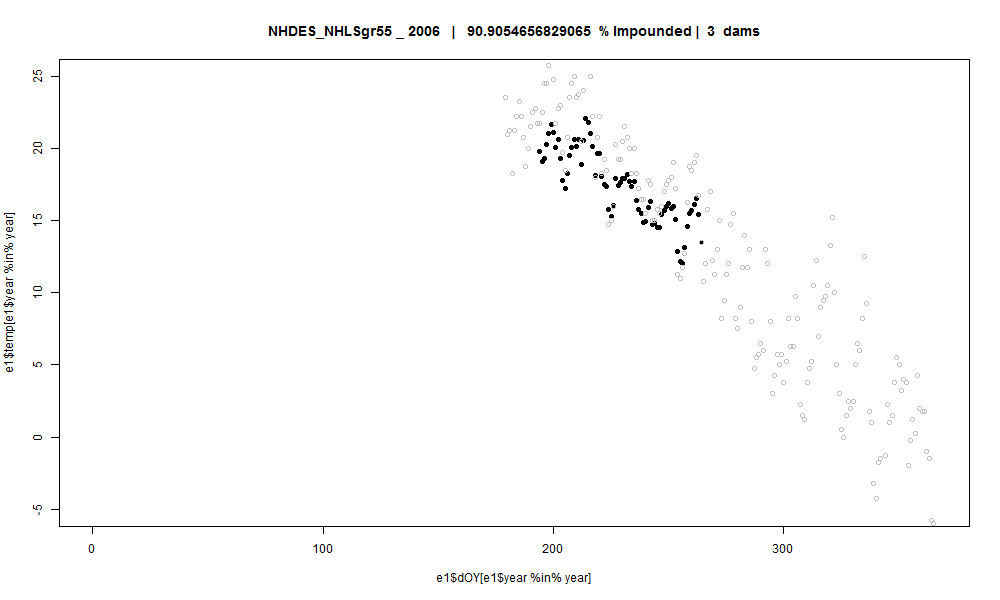 NHDES_NHLSgr55 _ 2006 | 90.9054656829065 % Impounded | 3 dams
25
20
15
10
5
0
-5
e1$temp[e1$year %in% year]
0 100 200 300
e1$dOY[e1$year %in% year]